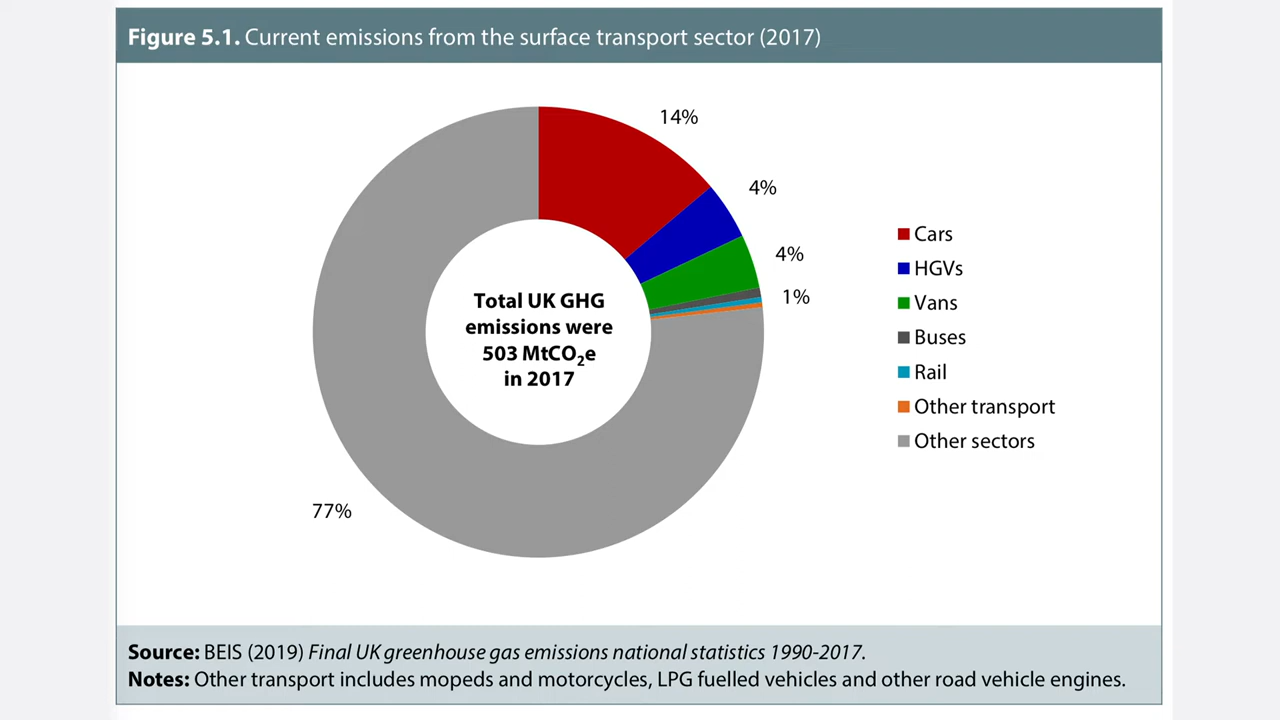 Figure 5.1. Current emissions from the surface transport sector (2017)
14%
4%
4%
1%
77%
Total UK GHG
emissions were
503 MtCO₂e
in 2017
Cars
HGVs
Vans
Buses
Rail
Other transport
Other sectors
Source: BEIS (2019) Final UK greenhouse gas emissions national statistics 1990-2017.
Notes: Other transport includes mopeds and motorcycles, LPG fuelled vehicles and other road vehicle engines.